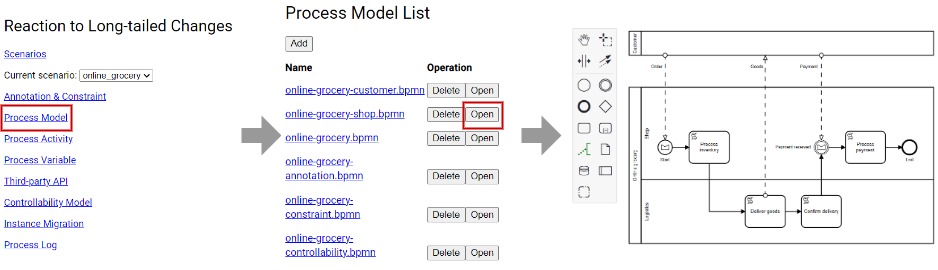 Reaction to Long-tailed Changes
Scenarios
Current scenario: online_grocery
Annotation & Constraint
Process Model
Process Activity
Process Variable
Third-party API
Controllability Model
Instance Migration
Process Log
Process Model List
Add
Name Operation
online-grocery-customer.bpmn Delete Open
online-grocery-shop.bpmn Delete Open
online-grocery.bpmn Delete Open
online-grocery-
annotation.bpmn Delete Open
online-grocery-
constraint.bpmn Delete Open
online-grocery-
controllability.bpmn Delete Open
Customer
Order
Goods
Payment
Shop
Start
Process
inventory
Payment received
Process
payment
End
Logistics
Deliver goods
Confirm delivery